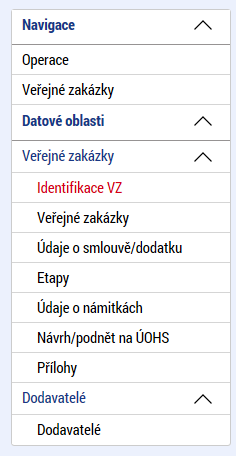 Navigace
Operace
Veřejné zakázky
Datové oblasti
Veřejné zakázky
Identifikace VZ
Veřejné zakázky
Údaje o smlouvě/dodatku
Etapy
Údaje o námitkách
Návrh/podnět na ÚOHS
Přílohy
Dodavatelé
Dodavatelé